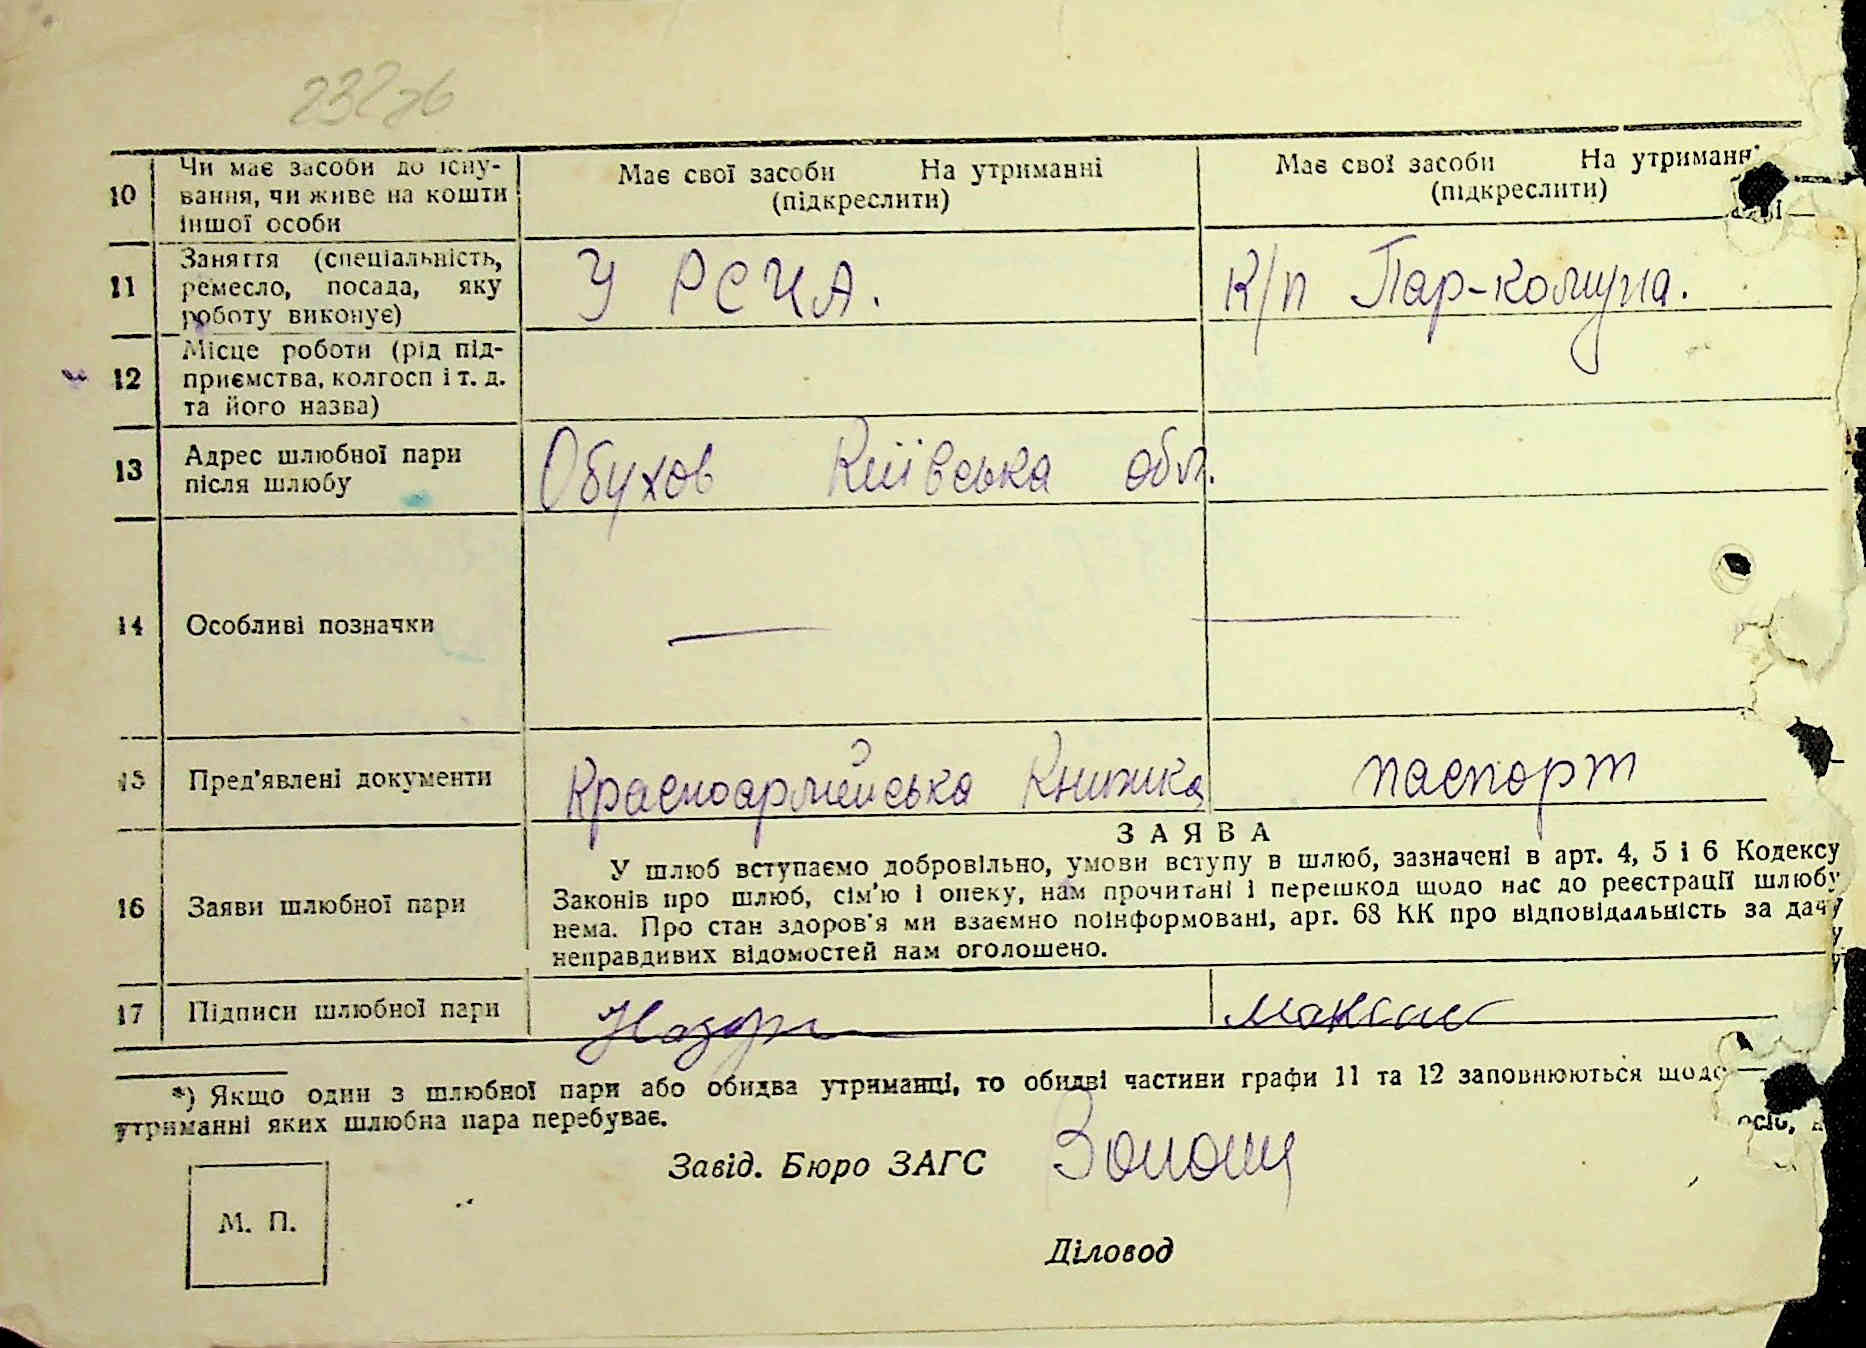 232зв
10 Чи має засоби до існу-
вання, чи живе на кошти
іншої особи
Має свої засоби На утриманні
(підкреслити)
Має свої засоби На утриманн
(підкреслити)
11 Заняття (спеціальність,
ремесло, посада, яку
роботу виконує)
У РСЧА.
К/п Пар-комуна.
12 Місце роботи (рід під-
приємства, колгосп і т. д.
та його назва)
13 Адрес шлюбної пари
після шлюбу
Обухов Київська обл.
14 Особливі позначки
15 Пред'явлені документи
Красноармейська Книжка
паспорт
16 Заяви шлюбної пари
ЗАЯВА
У шлюб вступаємо добровільно, умови вступу в шлюб, зазначені в арт. 4, 5 і 6 Кодексу
Законів про шлюб, сім'ю і опеку, нам прочитані і перешкод щодо нас до реєстрації шлюбу
нема. Про стан здоров'я ми взаємно поінформовані, арт. 68 КК про відповідальність за дачу
неправдивих відомостей нам оголошено.
17 Підписи шлюбної пари
*) Якщо один з шлюбної пари або обидва утриманці, то обидві частини графи 11 та 12 заповнюються щодо
осіб, н
утриманні яких шлюбна пара перебуває.
Завід. Бюро ЗАГС
М. П.
Діловод